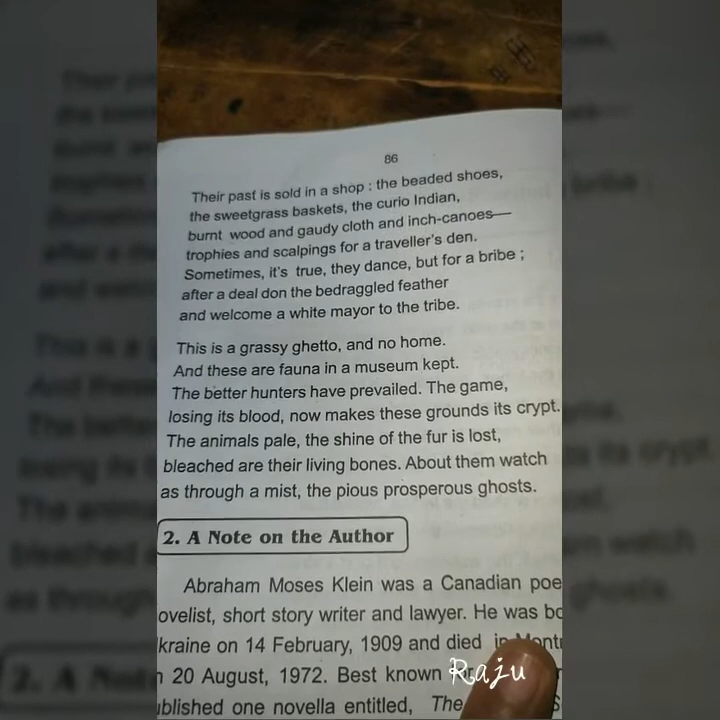 86
Their past is sold in a shop : the beaded shoes,
the sweetgrass baskets, the curio Indian,
burnt wood and gaudy cloth and inch-canoes—
trophies and scalpings for a traveller's den.
Sometimes, it's true, they dance, but for a bribe ;
after a deal don the bedraggled feather
and welcome a white mayor to the tribe.
This is a grassy ghetto, and no home.
And these are fauna in a museum kept.
The better hunters have prevailed. The game,
losing its blood, now makes these grounds its crypt.
The animals pale, the shine of the fur is lost,
bleached are their living bones. About them watch
as through a mist, the pious prosperous ghosts.
2. A Note on the Author
Abraham Moses Klein was a Canadian poe
ovelist, short story writer and lawyer. He was bo
kraine on 14 February, 1909 and died in Mont
n 20 August, 1972. Best known
Raju
ublished one novella entitled, The S